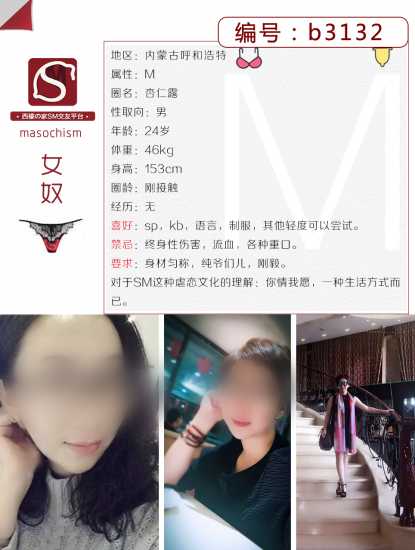 编号：b3132
S
西檬の家SM交友平台
masochism
女奴
地区：内蒙古呼和浩特
属性：M
圈名：杏仁露
性取向：男
年龄：24岁
体重：46kg
身高：153cm
圈龄：刚接触
经历：无
喜好：sp，kb，语言，制服，其他轻度可以尝试。
禁忌：终身性伤害，流血，各种重口。
要求：身材匀称，纯爷们儿，刚毅。
对于SM这种虐恋文化的理解：你情我愿，一种生活方式而
已。
M